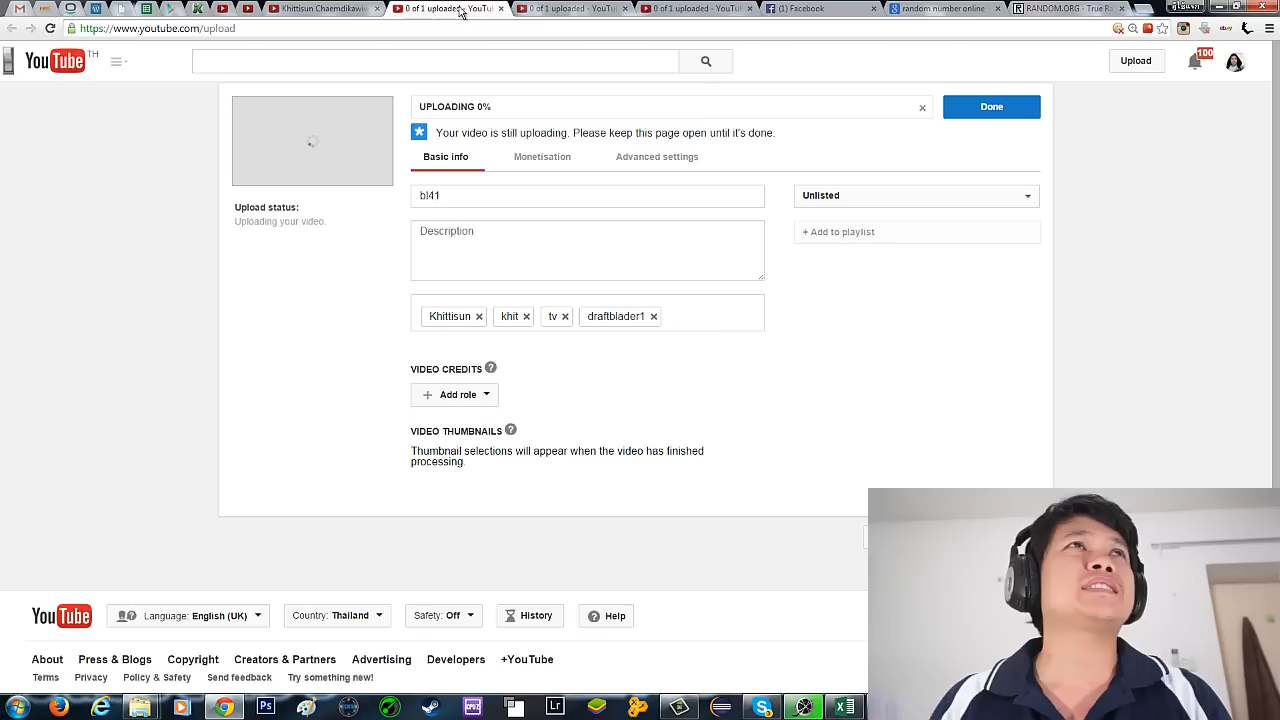 Khittisun Chaemdikawi
0 of 1 uploaded - YouTu
0 of 1 uploaded - YouTu
0 of 1 uploaded - YouTu
(1) Facebook
random number online
RANDOM.ORG - True Ra
https://www.youtube.com/upload
YouTube TH
Upload
100
UPLOADING 0%
Done
Your video is still uploading. Please keep this page open until it's done.
Basic info
Monetisation
Advanced settings
bl41
Unlisted
Upload status:
Uploading your video.
Description
+ Add to playlist
Khittisun
khit
tv
draftblader1
VIDEO CREDITS ?
+ Add role
VIDEO THUMBNAILS ?
Thumbnail selections will appear when the video has finished
processing.
YouTube
Language: English (UK)
Country: Thailand
Safety: Off
History
? Help
About
Press & Blogs
Copyright
Creators & Partners
Advertising
Developers
+YouTube
Terms
Privacy
Policy & Safety
Send feedback
Try something new!